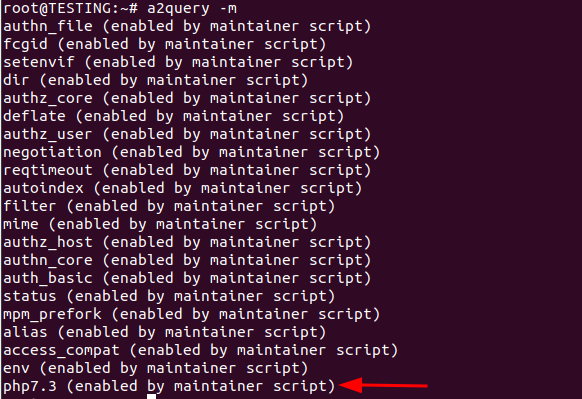 root@TESTING:~# a2query -m
authn_file (enabled by maintainer script)
fcgid (enabled by maintainer script)
setenvif (enabled by maintainer script)
dir (enabled by maintainer script)
authz_core (enabled by maintainer script)
deflate (enabled by maintainer script)
authz_user (enabled by maintainer script)
negotiation (enabled by maintainer script)
reqtimeout (enabled by maintainer script)
autoindex (enabled by maintainer script)
filter (enabled by maintainer script)
mime (enabled by maintainer script)
authz_host (enabled by maintainer script)
authn_core (enabled by maintainer script)
auth_basic (enabled by maintainer script)
status (enabled by maintainer script)
mpm_prefork (enabled by maintainer script)
alias (enabled by maintainer script)
access_compat (enabled by maintainer script)
env (enabled by maintainer script)
php7.3 (enabled by maintainer script)